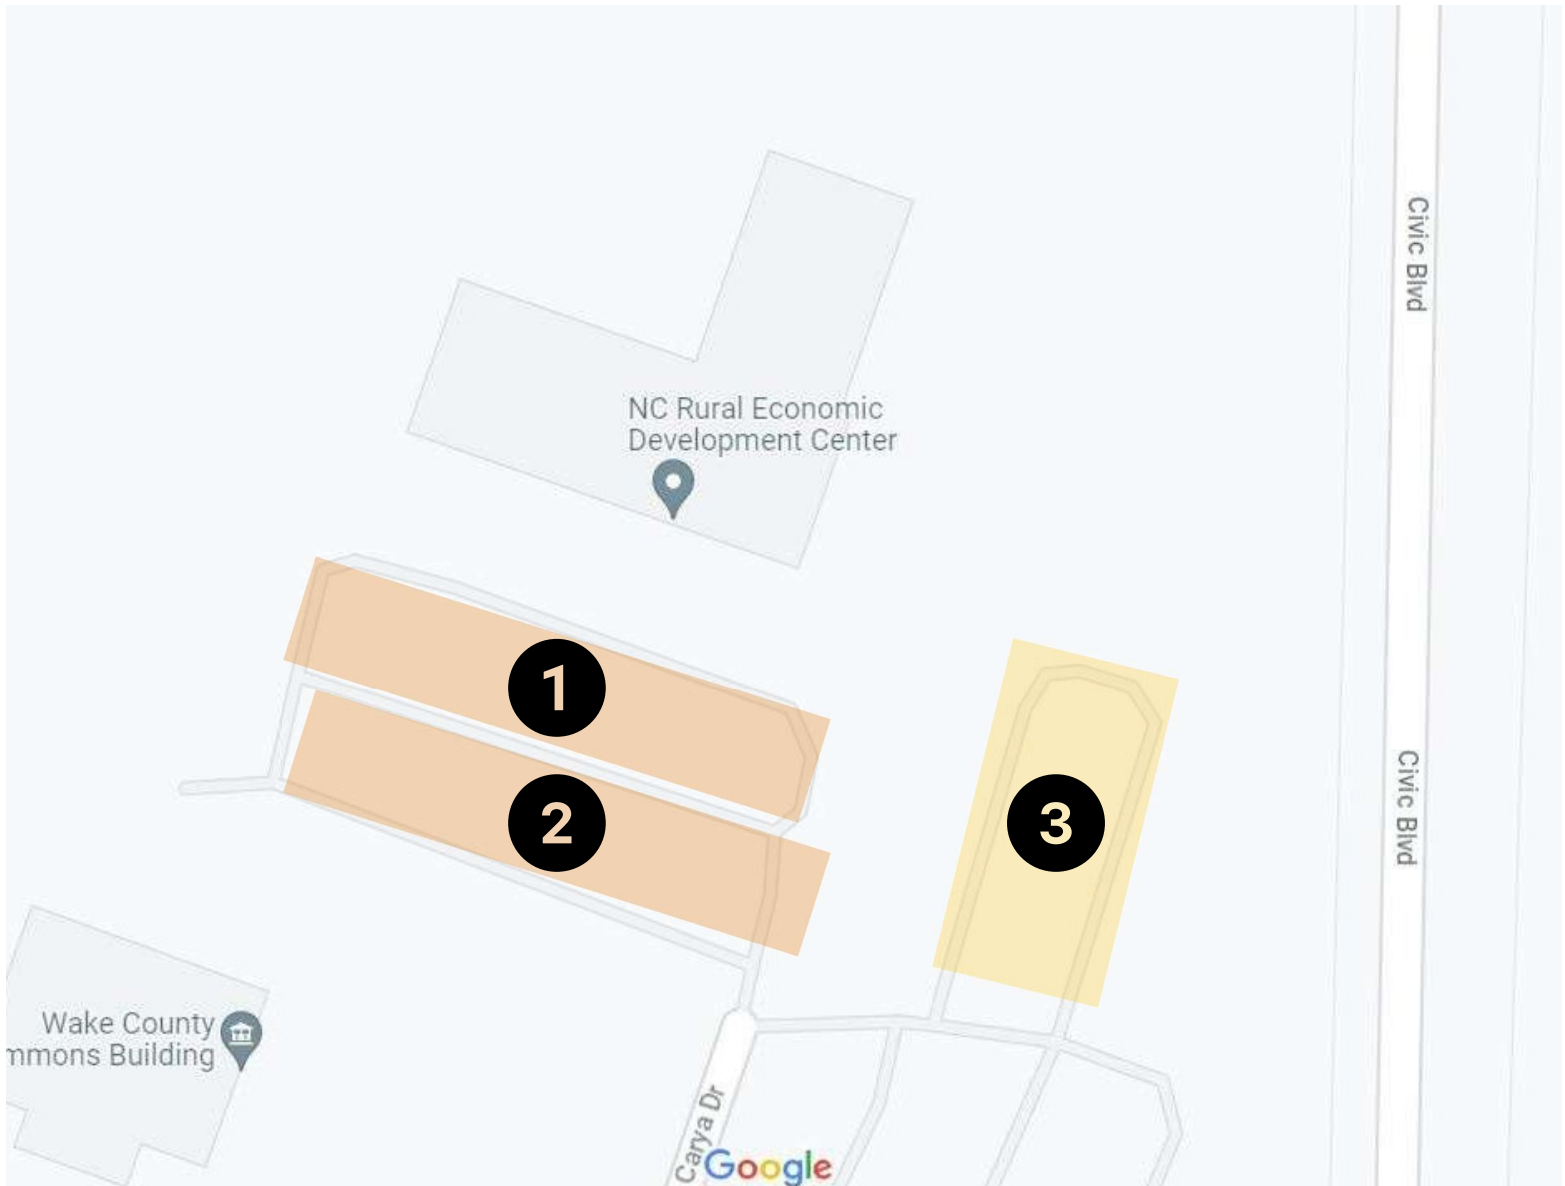 Civic Blvd
NC Rural Economic
Development Center
1
2
3
Civic Blvd
Wake County
mmons Building
Carya Dr
Google